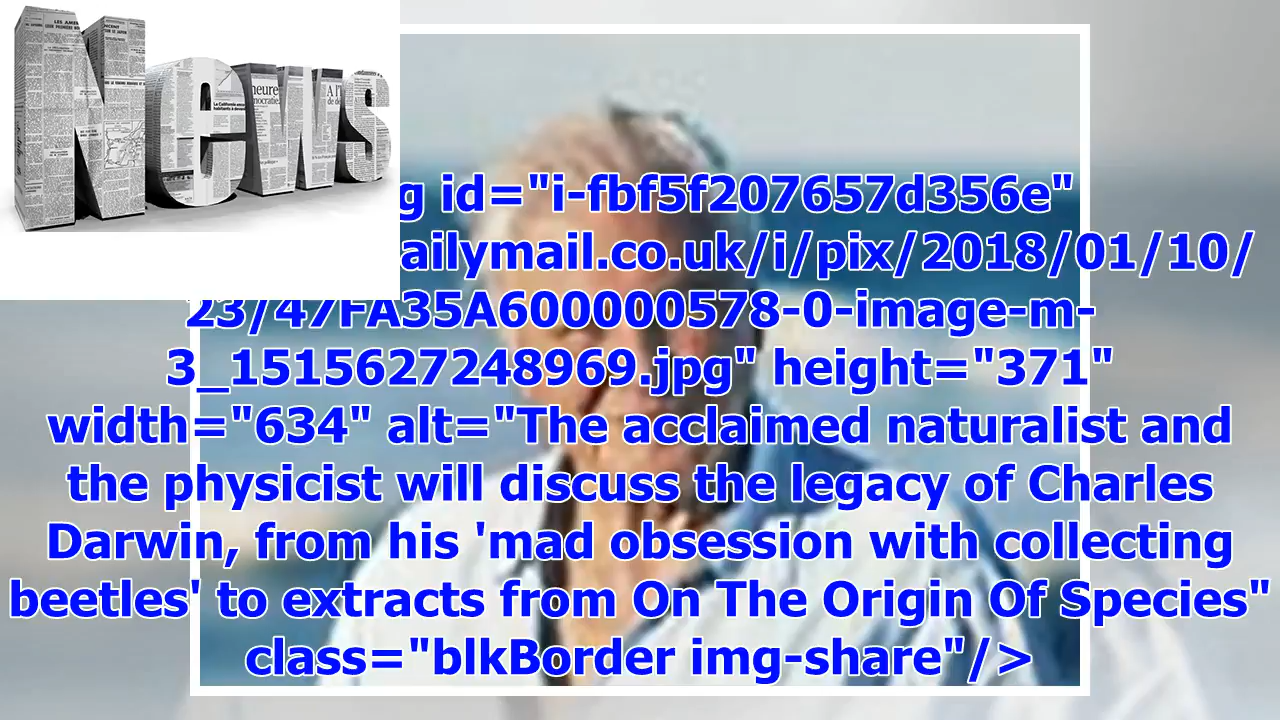 News
g id="i-fbf5f207657d356e"
ailymail.co.uk/i/pix/2018/01/10/
23/47FA35A600000578-0-image-m-
3_1515627248969.jpg" height="371"
width="634" alt="The acclaimed naturalist and
the physicist will discuss the legacy of Charles
Darwin, from his 'mad obsession with collecting
beetles' to extracts from On The Origin Of Species"
class="blkBorder img-share"/>